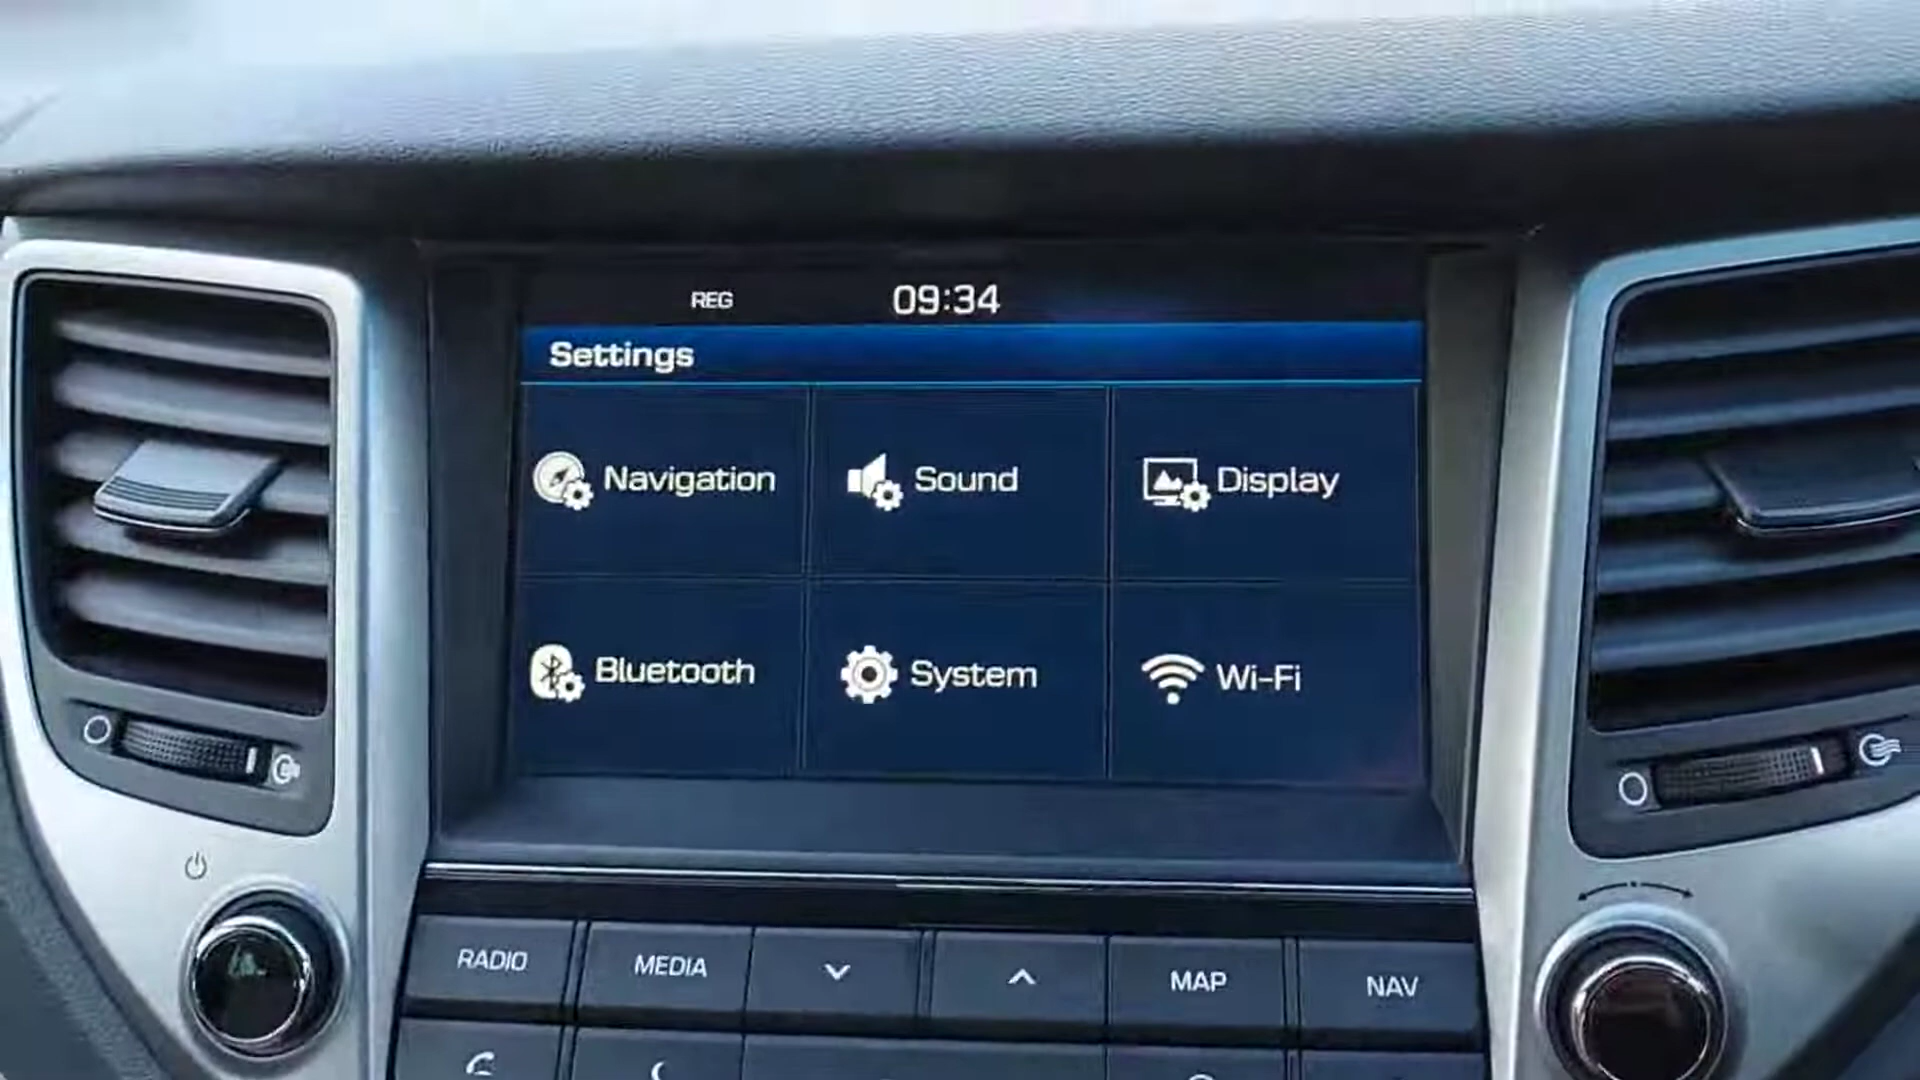 REG 09:34
Settings
Navigation Sound Display
Bluetooth System Wi-Fi
RADIO MEDIA MAP NAV